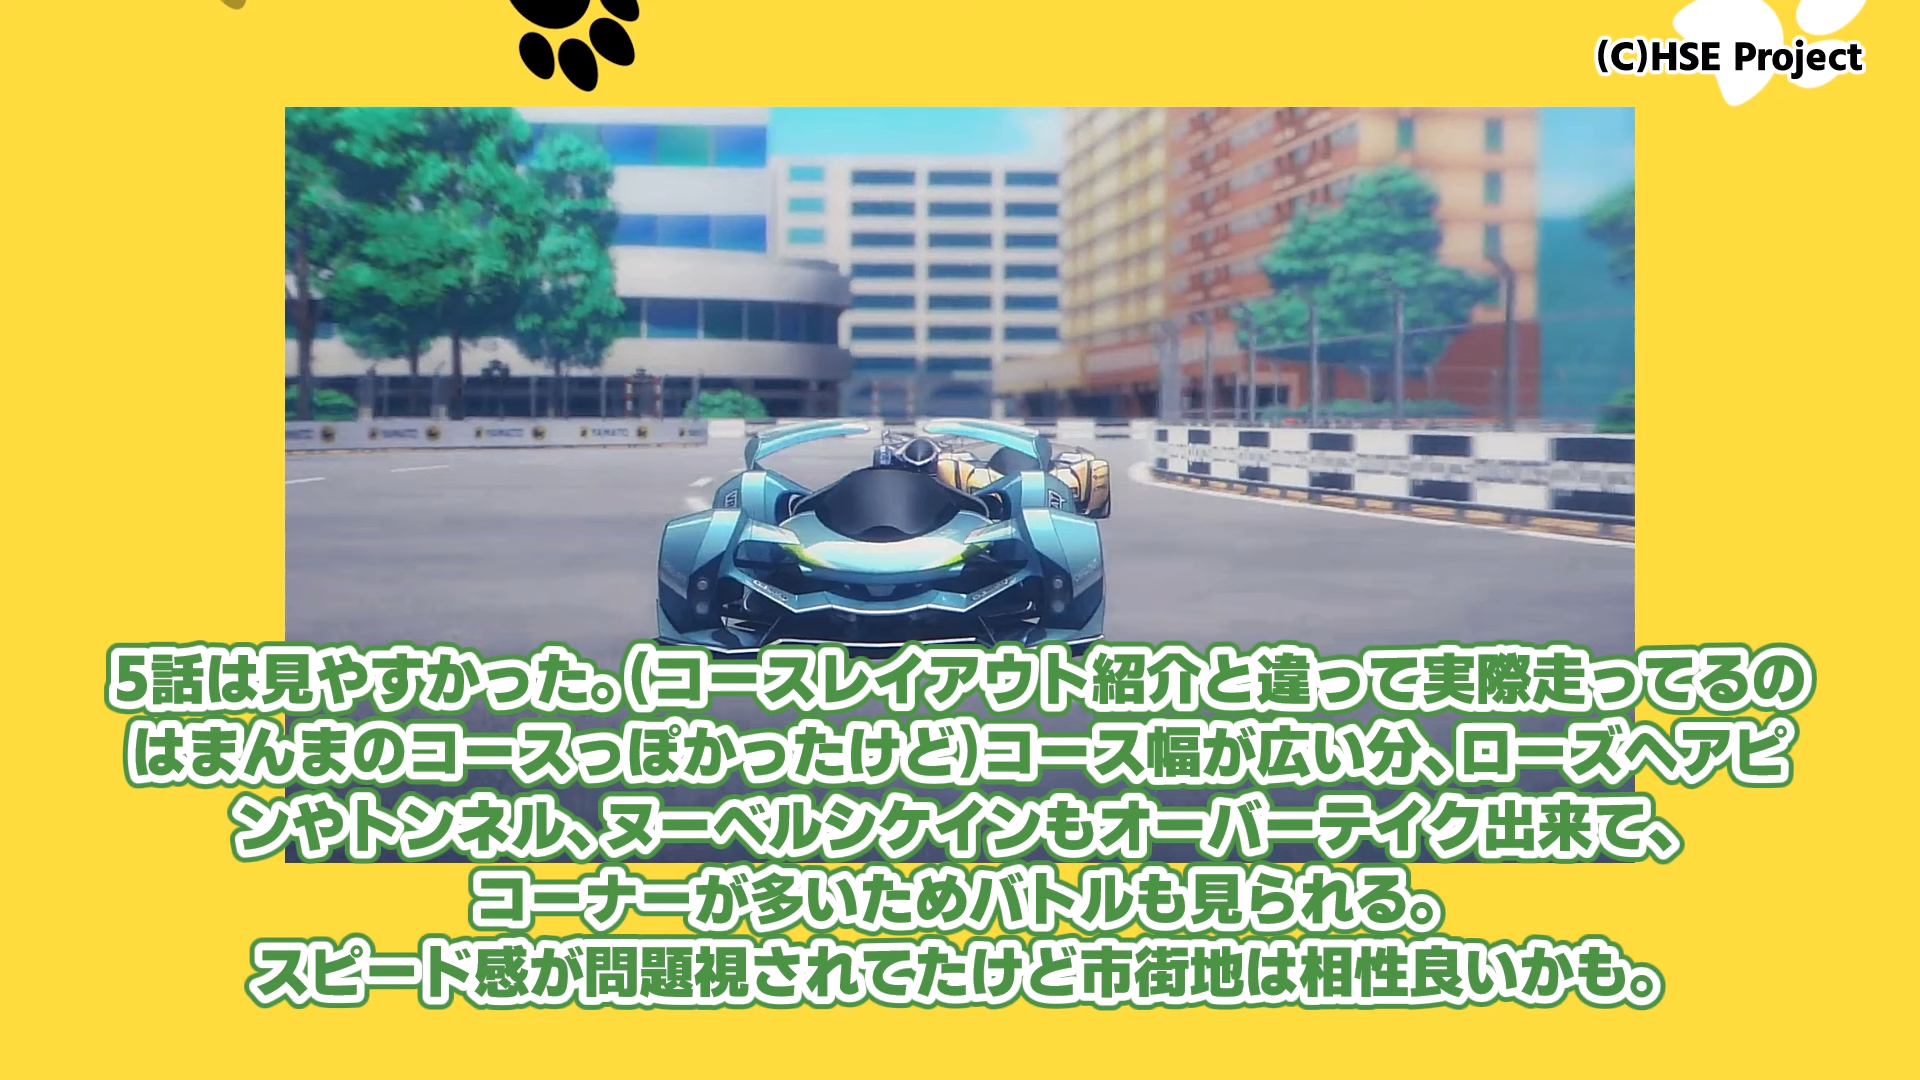 (C)HSE Project
YAMATO YAMATO YAMATO
5話は見やすかった。(コースレイアウト紹介と違って実際走ってるの
はまんまのコースっぽかったけど)コース幅が広い分、ローズヘアピ
ンやトンネル、ヌーベルシケインもオーバーテイク出来て、
コーナーが多いためバトルも見られる。
スピード感が問題視されてたけど市街地は相性良いかも。